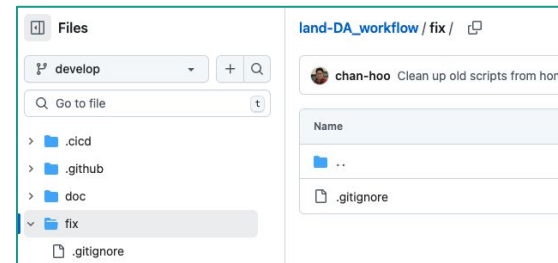 Files
develop
Go to file
t
.cicd
.github
doc
fix
.gitignore
land-DA_workflow / fix /
chan-hoo Clean up old scripts from
Name
..
.gitignore